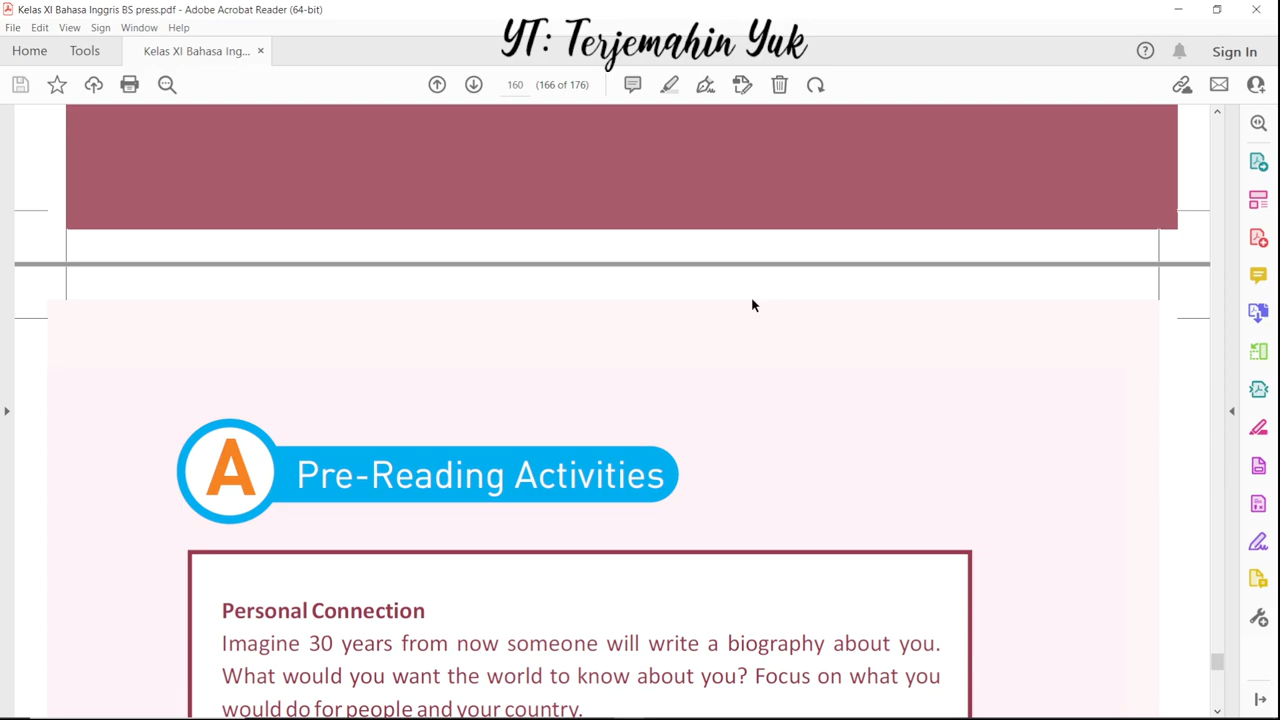 Kelas XI Bahasa Inggris BS press.pdf - Adobe Acrobat Reader (64-bit)
YT: Terjemahin Yuk
File Edit View Sign Window Help
Home Tools Kelas XI Bahasa Ing... × Sign In
160 (166 of 176)
A Pre-Reading Activities
Personal Connection
Imagine 30 years from now someone will write a biography about you.
What would you want the world to know about you? Focus on what you
would do for people and your country.